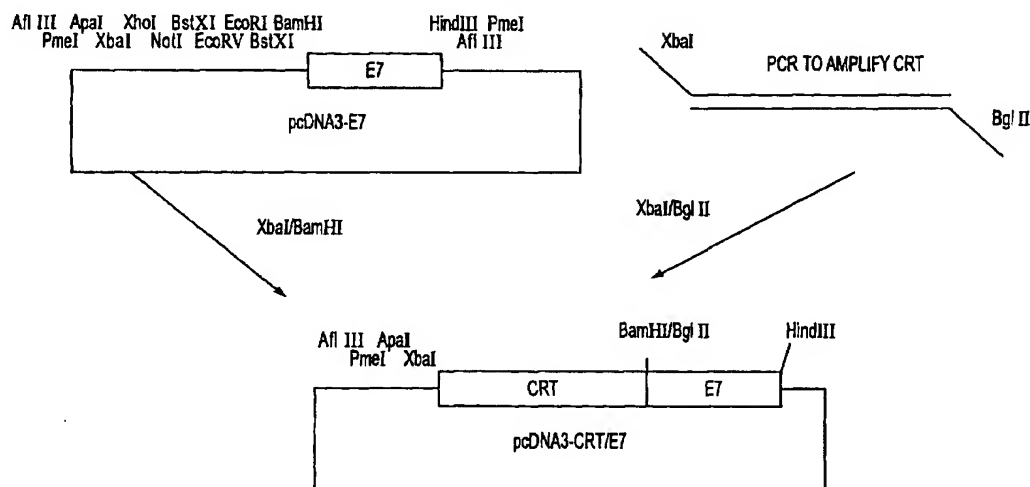 Afl III ApaI XhoI BstXI EcoRI BamHI
PmeI XbaI NotI EcoRV BstXI
HindIII PmeI
Afl III
E7
pcDNA3-E7
XbaI
PCR TO AMPLIFY CRT
Bgl II
XbaI/BamHI
XbaI/Bgl II
Afl III ApaI
PmeI XbaI
BamHI/Bgl II
HindIII
CRT
E7
pcDNA3-CRT/E7